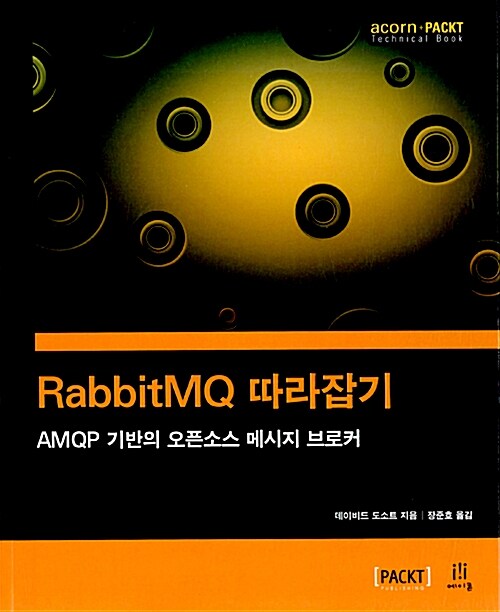 acorn+PACKT
Technical Book
RabbitMQ 따라잡기
AMQP 기반의 오픈소스 메시지 브로커
데이비드 도소트 지음 | 장준호 옮김
[PACKT]
PUBLISHING
에이콘